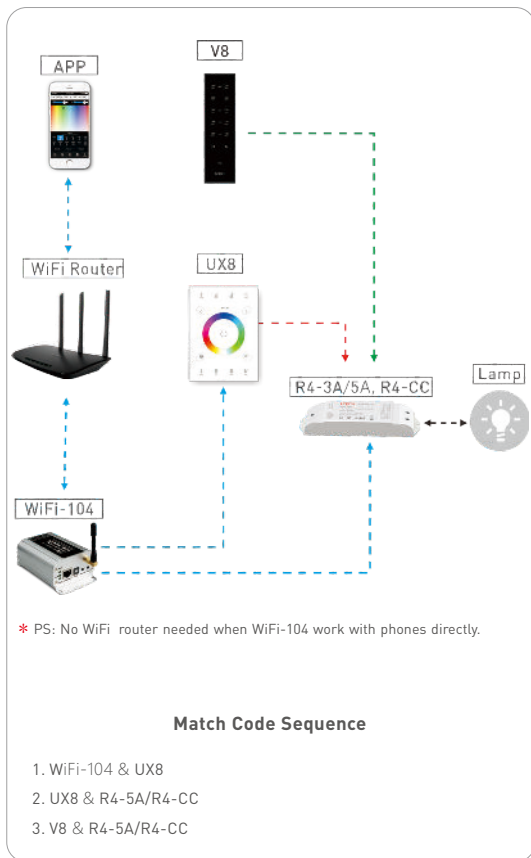 APP
V8
WiFi Router
UX8
R4-3A/5A, R4-CC
Lamp
WiFi-104
* PS: No WiFi router needed when WiFi-104 work with phones directly.
Match Code Sequence
1. WiFi-104 & UX8
2. UX8 & R4-5A/R4-CC
3. V8 & R4-5A/R4-CC